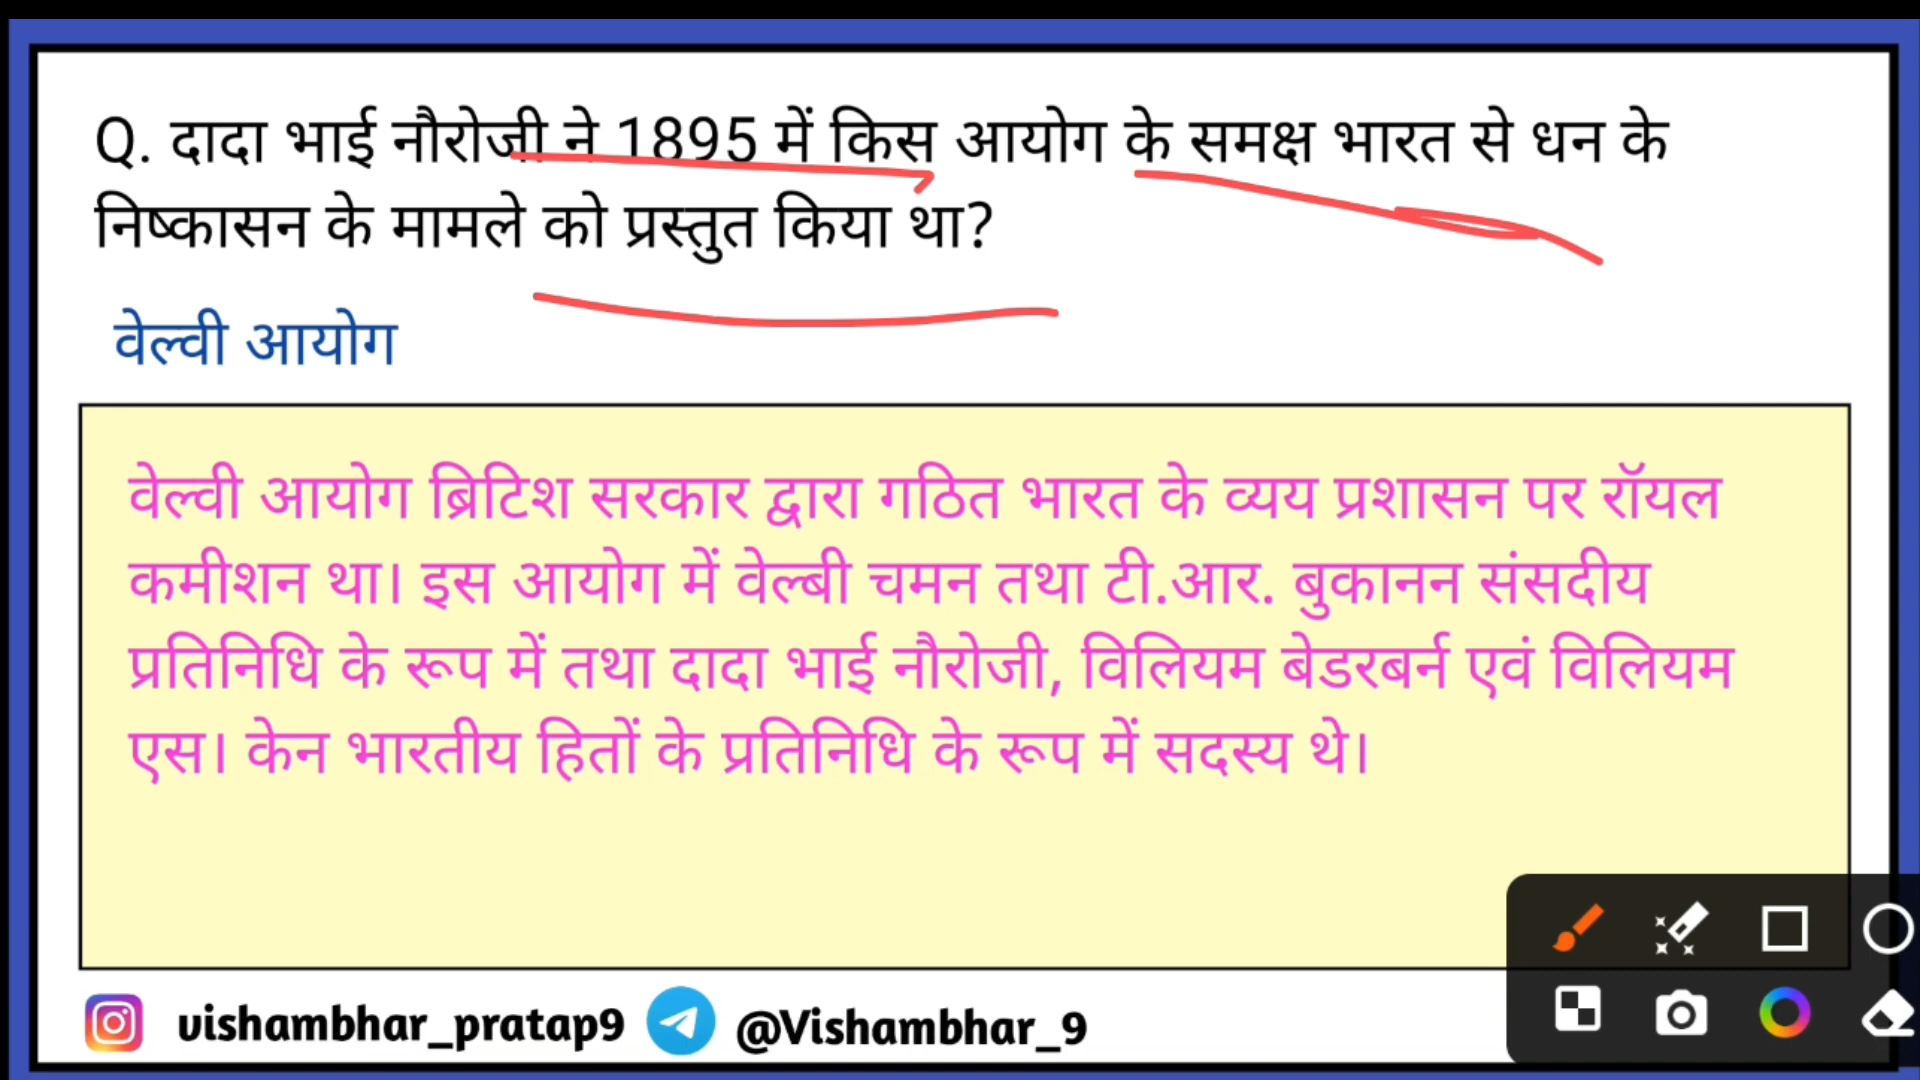 Q. दादा भाई नौरोजी ने 1895 में किस आयोग के समक्ष भारत से धन के
निष्कासन के मामले को प्रस्तुत किया था?
वेल्वी आयोग
वेल्वी आयोग ब्रिटिश सरकार द्वारा गठित भारत के व्यय प्रशासन पर रॉयल
कमीशन था। इस आयोग में वेल्बी चमन तथा टी.आर. बुकानन संसदीय
प्रतिनिधि के रूप में तथा दादा भाई नौरोजी, विलियम बेडरबर्न एवं विलियम
एस। केन भारतीय हितों के प्रतिनिधि के रूप में सदस्य थे।
vishambhar_pratap9 @Vishambhar_9